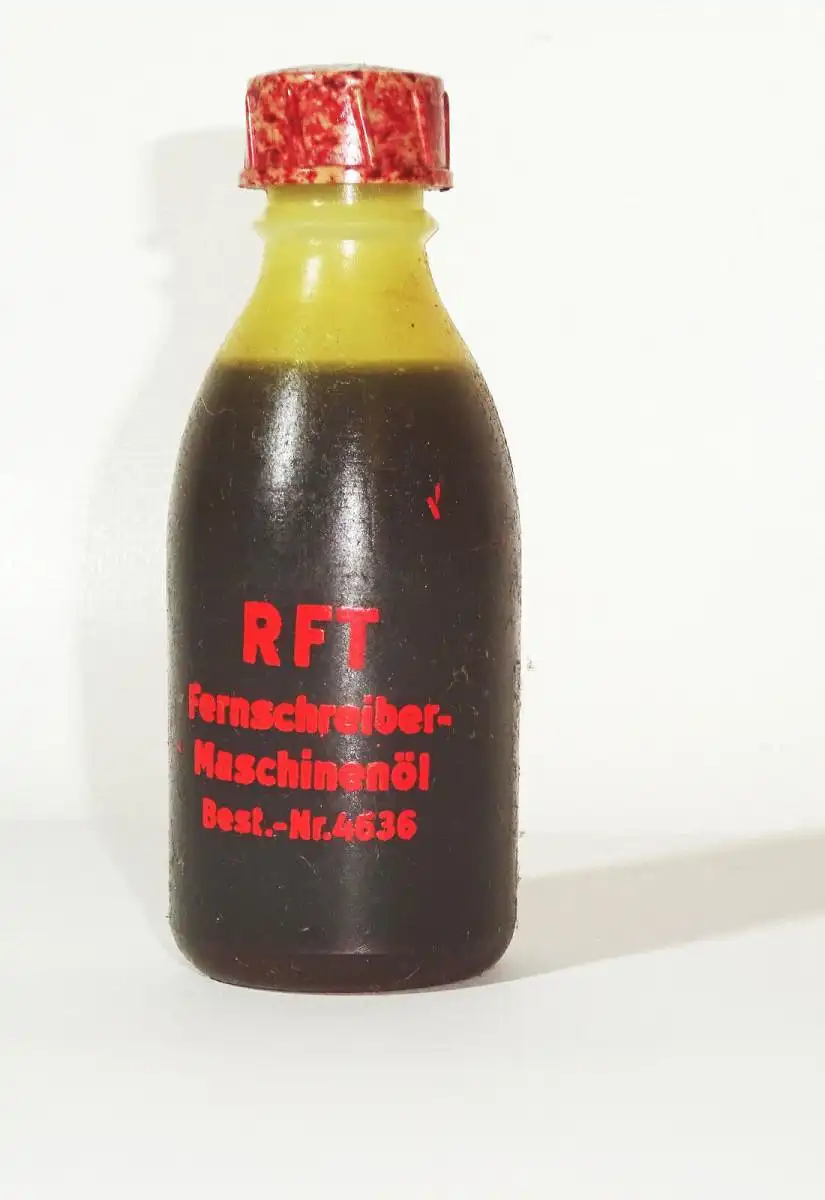 RFT
Fernschreiber-
Maschinenöl
Best.-Nr.4636